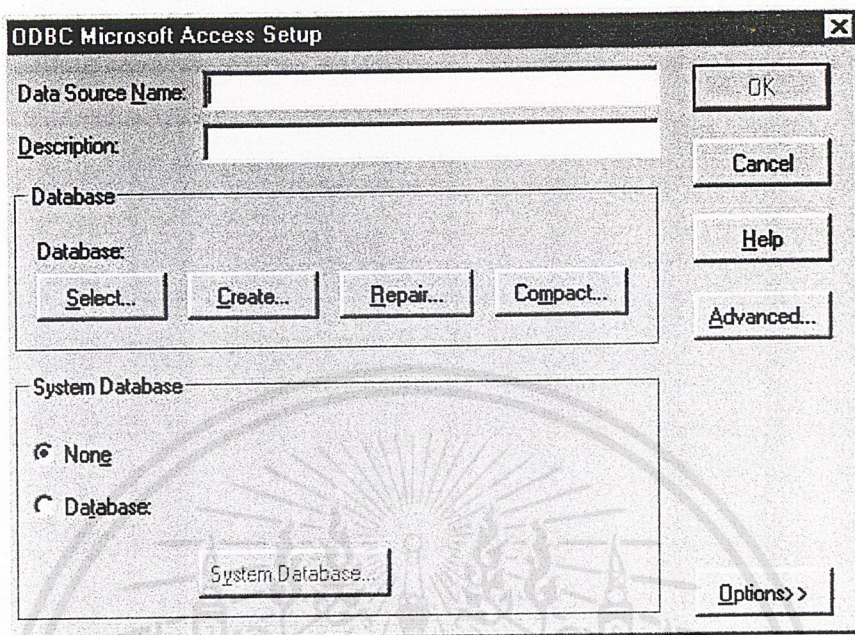 ODBC Microsoft Access Setup
Data Source Name:
OK
Description:
Cancel
Database
Help
Database:
Select... Create... Repair... Compact...
Advanced...
System Database
None
Database:
System Database...
Options>>